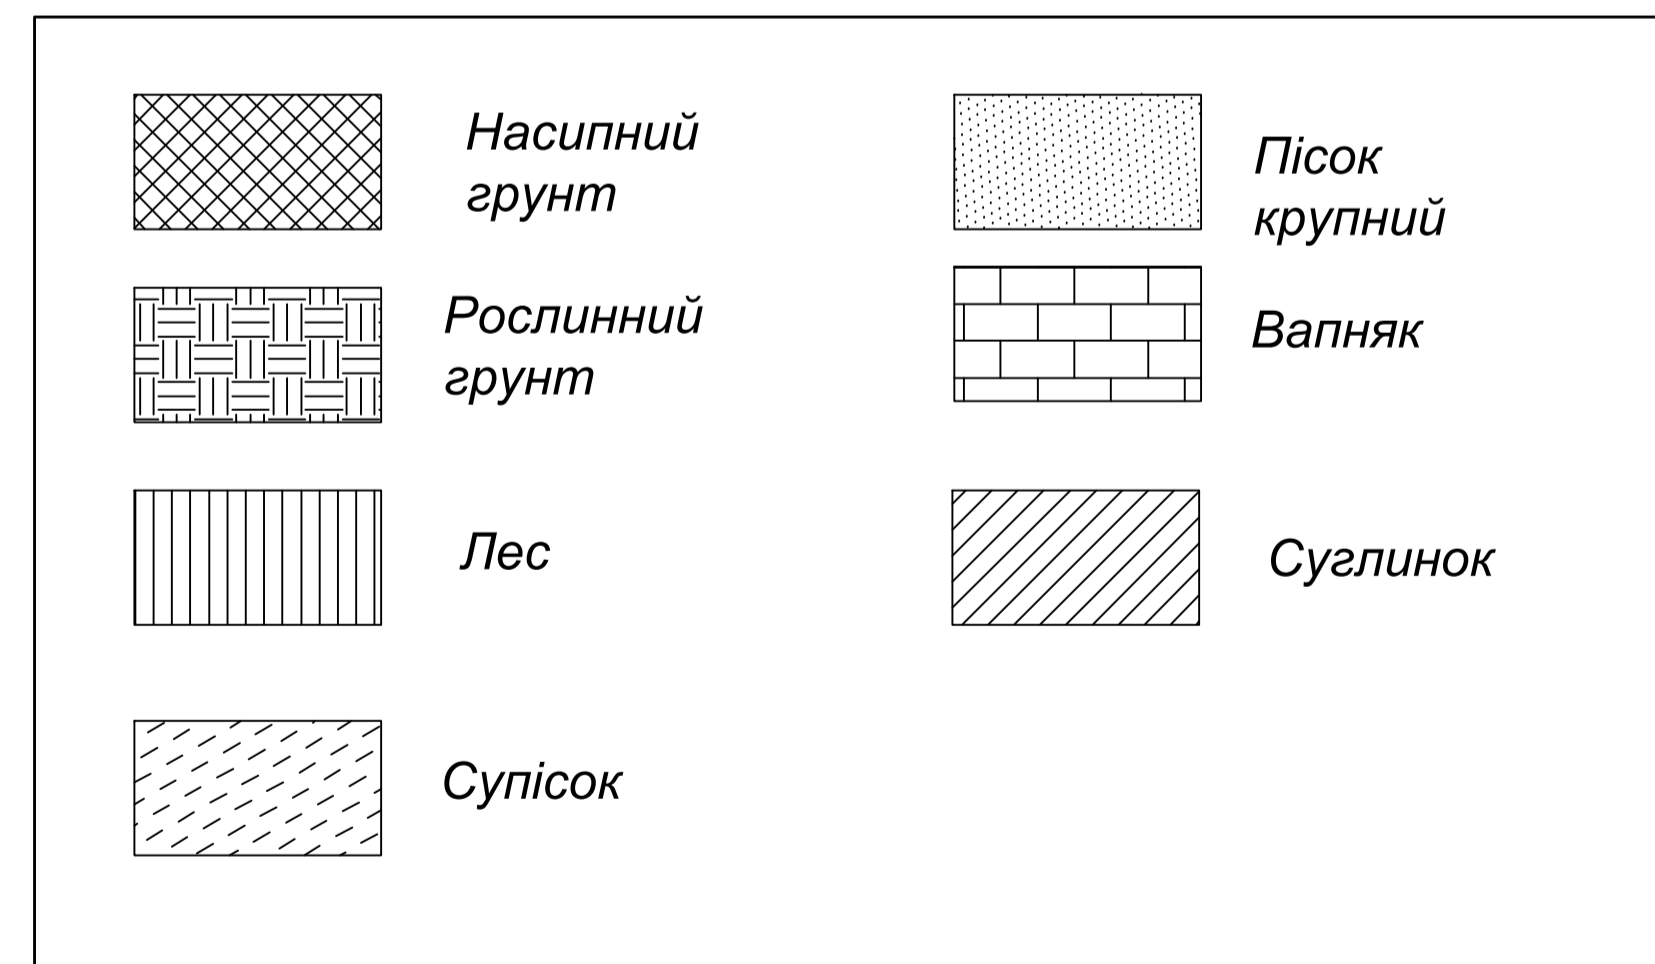 Насипний
грунт
Рослинний
грунт
Лес
Супісок
Пісок
крупний
Вапняк
Суглинок